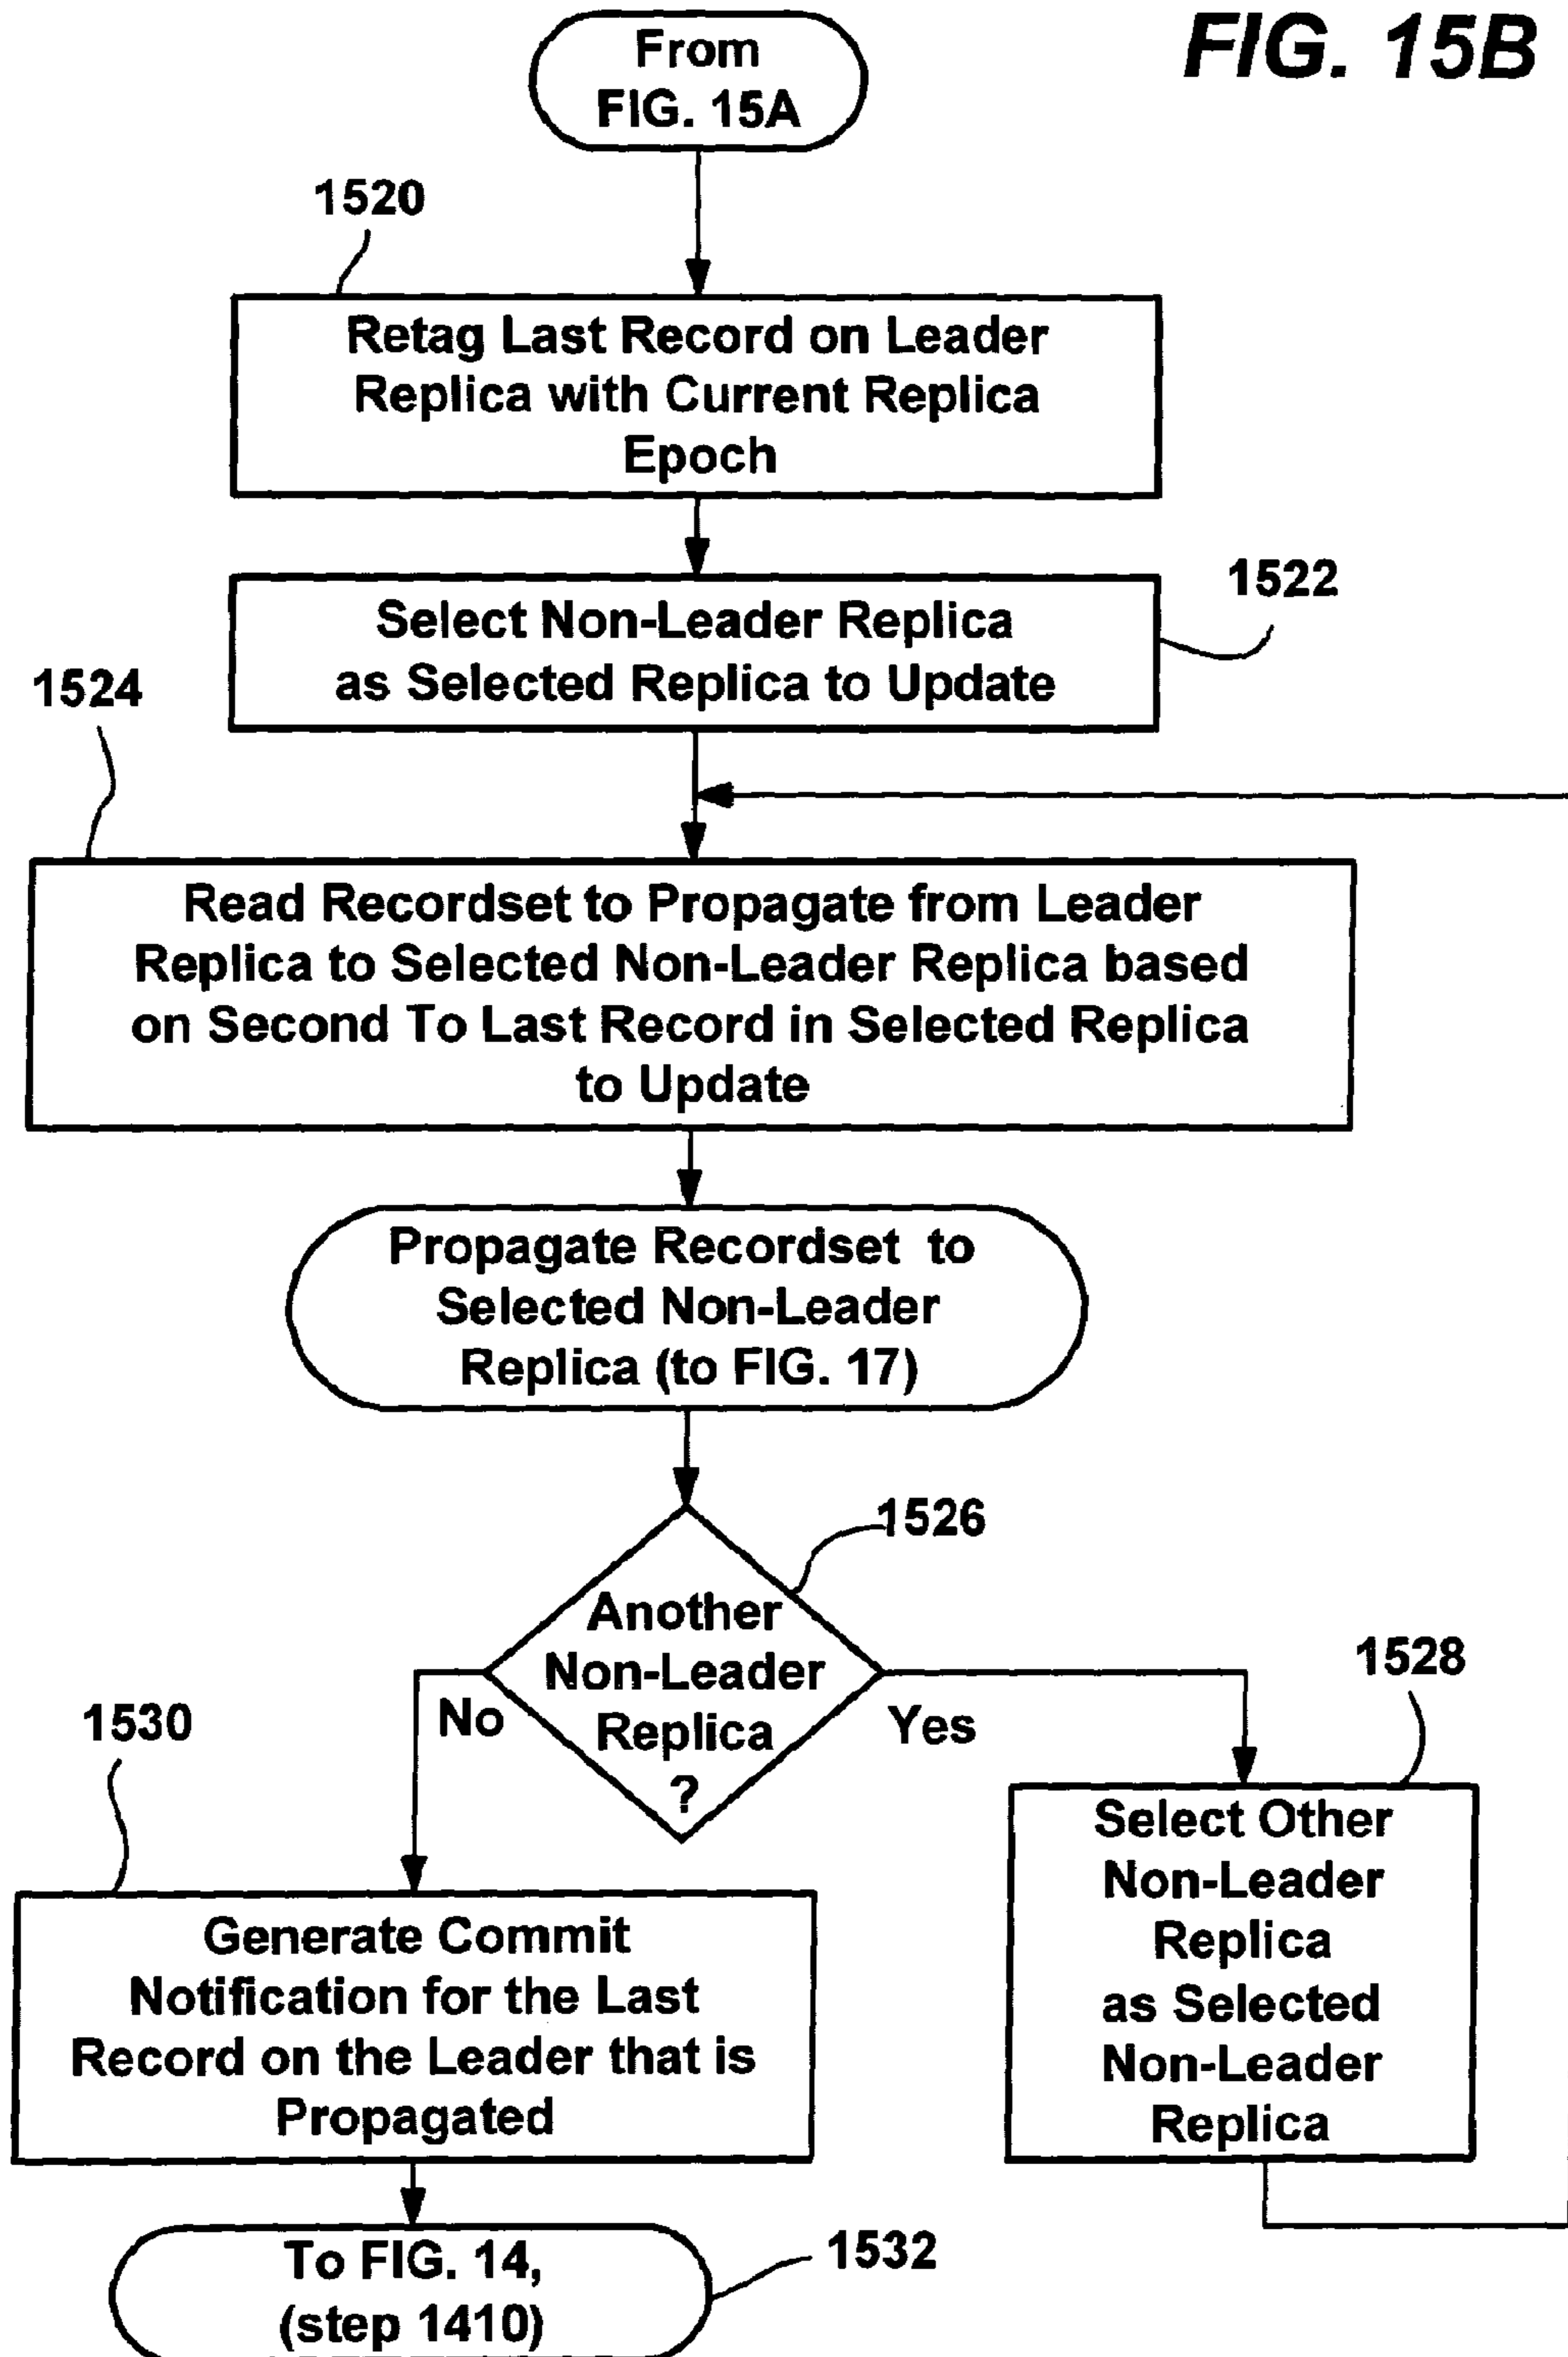 FIG. 15B
From
FIG. 15A
1520
Retag Last Record on Leader
Replica with Current Replica
Epoch
1522
Select Non-Leader Replica
as Selected Replica to Update
1524
Read Recordset to Propagate from Leader
Replica to Selected Non-Leader Replica based
on Second To Last Record in Selected Replica
to Update
Propagate Recordset to
Selected Non-Leader
Replica (to FIG. 17)
1526
Another
Non-Leader
Replica
?
No
Yes
1528
Select Other
Non-Leader
Replica
as Selected
Non-Leader
Replica
1530
Generate Commit
Notification for the Last
Record on the Leader that is
Propagated
1532
To FIG. 14,
(step 1410)